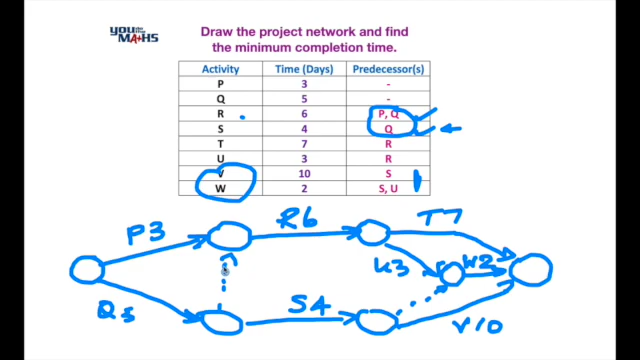 you do the MATHS
Draw the project network and find
the minimum completion time.
Activity Time (Days) Predecessor(s)
P 3 -
Q 5 -
R 6 P, Q
S 4 Q
T 7 R
U 3 R
V 10 S
W 2 S, U
P3 R6 T7
U3 W2
Q5 S4 V10